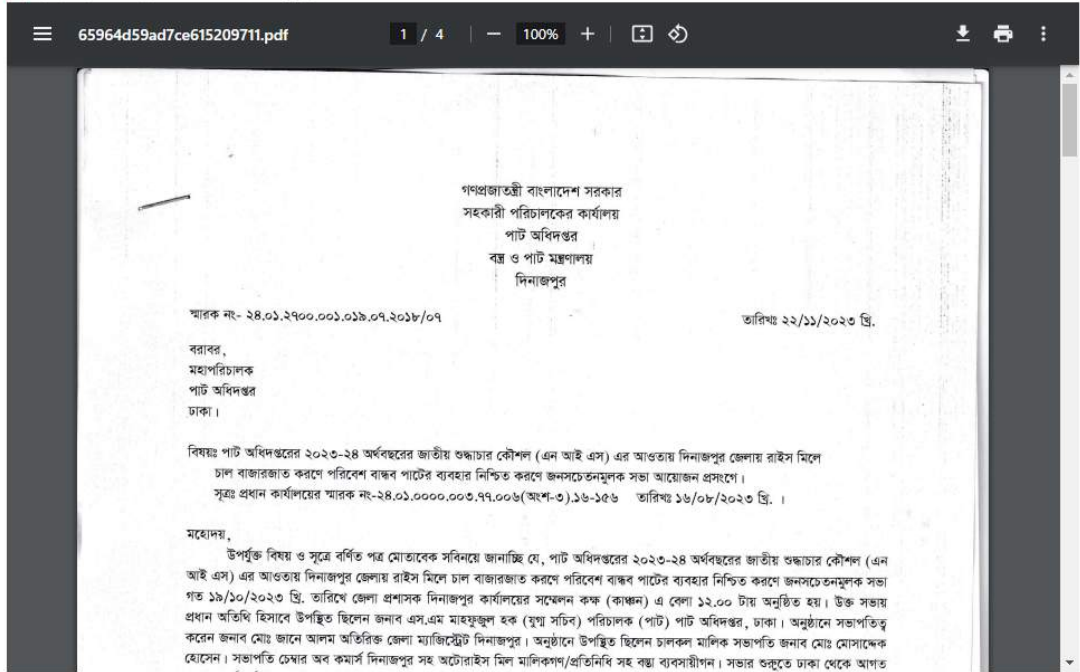 65964d59ad7ce615209711.pdf
1 / 4
100%
গণপ্রজাতন্ত্রী বাংলাদেশ সরকার
সহকারী পরিচালকের কার্যালয়
পাট অধিদপ্তর
বস্ত্র ও পাট মন্ত্রণালয়
দিনাজপুর
স্মারক নং- ২৪.০১.২৭০০.০০১.০১৯.০৭.২০১৮/০৭ তারিখঃ ২২/১১/২০২৩ খ্রি.
বরাবর,
মহাপরিচালক
পাট অধিদপ্তর
ঢাকা।
বিষয়ঃ পাট অধিদপ্তরের ২০২৩-২৪ অর্থবছরের জাতীয় শুদ্ধাচার কৌশল (এন আই এস) এর আওতায় দিনাজপুর জেলায় রাইস মিলে
চাল বাজারজাত করণে পরিবেশ বান্ধব পাটের ব্যবহার নিশ্চিত করণে জনসচেতনমুলক সভা আয়োজন প্রসংগে।
সূত্রঃ প্রধান কার্যালয়ের স্মারক নং-২৪.০১.০০০০.০০৩.৭৭.০০৬(অংশ-৩).১৬-১৫৬ তারিখঃ ১৬/০৮/২০২৩ খ্রি. ।
মহোদয়,
উপর্যুক্ত বিষয় ও সূত্রে বর্ণিত পত্র মোতাবেক সবিনয়ে জানাচ্ছি যে, পাট অধিদপ্তরের ২০২৩-২৪ অর্থবছরের জাতীয় শুদ্ধাচার কৌশল (এন
আই এস) এর আওতায় দিনাজপুর জেলায় রাইস মিলে চাল বাজারজাত করণে পরিবেশ বান্ধব পাটের ব্যবহার নিশ্চিত করণে জনসচেতনমুলক সভা
গত ১৯/১০/২০২৩ খ্রি. তারিখে জেলা প্রশাসক দিনাজপুর কার্যালয়ের সম্মেলন কক্ষ (কাঞ্চন) এ বেলা ১২.০০ টায় অনুষ্ঠিত হয়। উক্ত সভায়
প্রধান অতিথি হিসাবে উপস্থিত ছিলেন জনাব এস.এম মাহফুজুল হক (যুগ্ম সচিব) পরিচালক (পাট) পাট অধিদপ্তর, ঢাকা। অনুষ্ঠানে সভাপতিত্ব
করেন জনাব মোঃ জানে আলম অতিরিক্ত জেলা ম্যাজিস্ট্রেট দিনাজপুর। অনুষ্ঠানে উপস্থিত ছিলেন চালকল মালিক সভাপতি জনাব মোঃ মোসাদ্দেক
হোসেন। সভাপতি চেম্বার অব কমার্স দিনাজপুর সহ অটোরাইস মিল মালিকগণ/প্রতিনিধি সহ বস্তা ব্যবসায়ীগন। সভার শুরুতে ঢাকা থেকে আগত